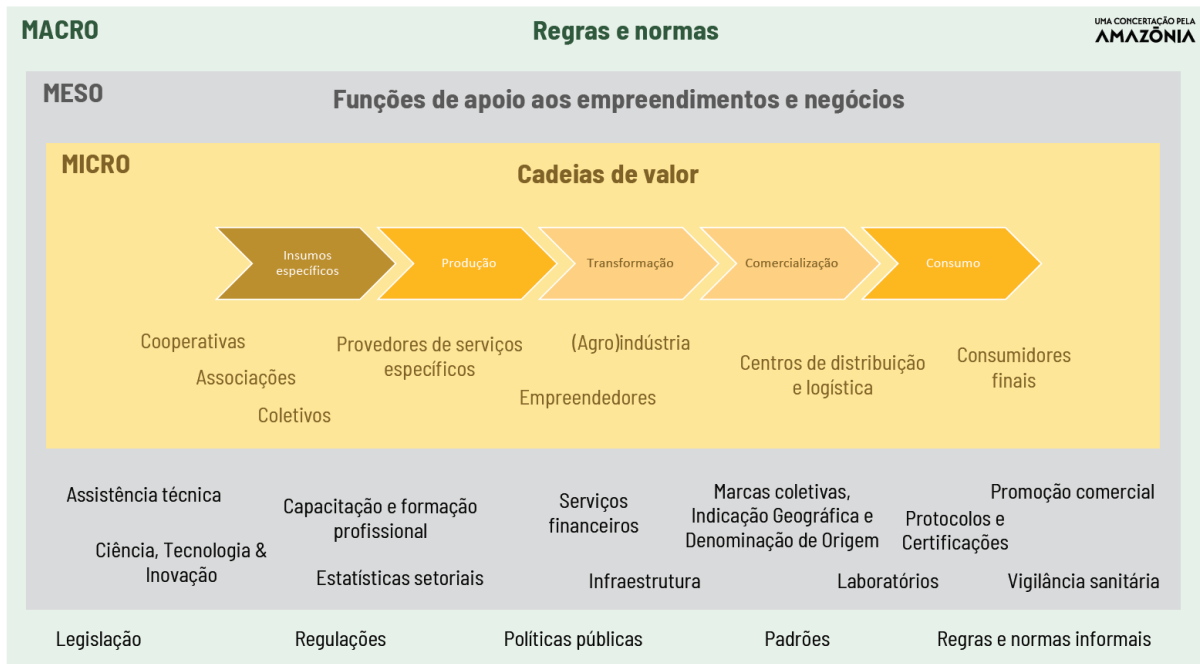 MACRO
Regras e normas
UMA CONCERTAÇÃO PELA
AMAZÔNIA
MESO
Funções de apoio aos empreendimentos e negócios
MICRO
Cadeias de valor
Insumos
específicos
Produção
Transformação
Comercialização
Consumo
Cooperativas
Associações
Coletivos
Provedores de serviços
específicos
(Agro)indústria
Empreendedores
Centros de distribuição
e logística
Consumidores
finais
Assistência técnica
Ciência, Tecnologia &
Inovação
Capacitação e formação
profissional
Estatísticas setoriais
Serviços
financeiros
Infraestrutura
Marcas coletivas,
Indicação Geográfica e
Denominação de Origem
Laboratórios
Protocolos e
Certificações
Promoção comercial
Vigilância sanitária
Legislação
Regulações
Políticas públicas
Padrões
Regras e normas informais